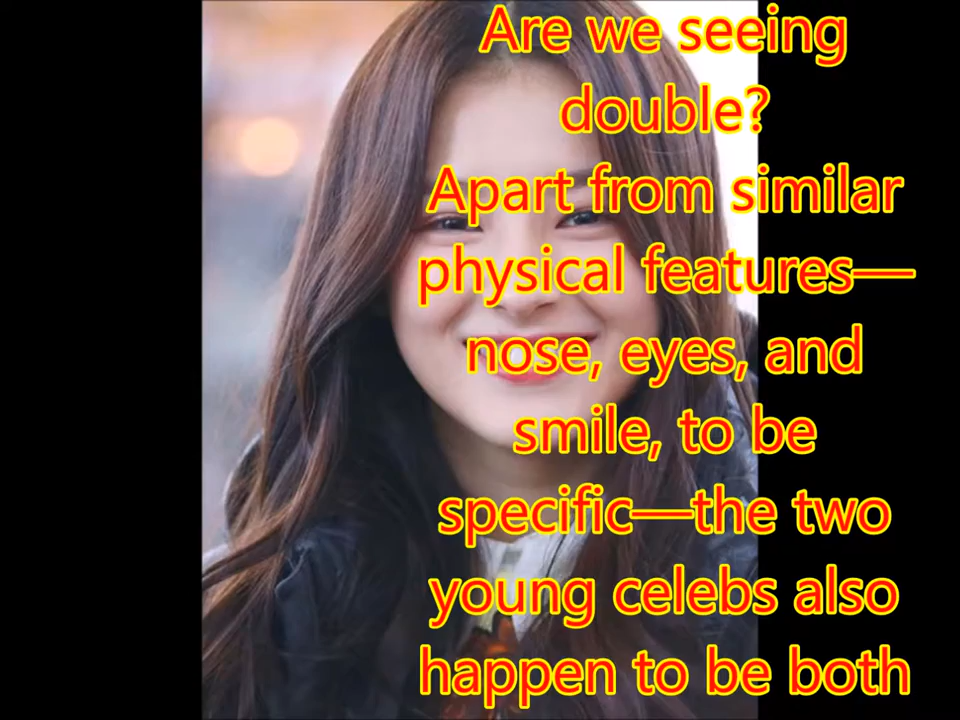 Are we seeing
double?
Apart from similar
physical features—
nose, eyes, and
smile, to be
specific—the two
young celebs also
happen to be both